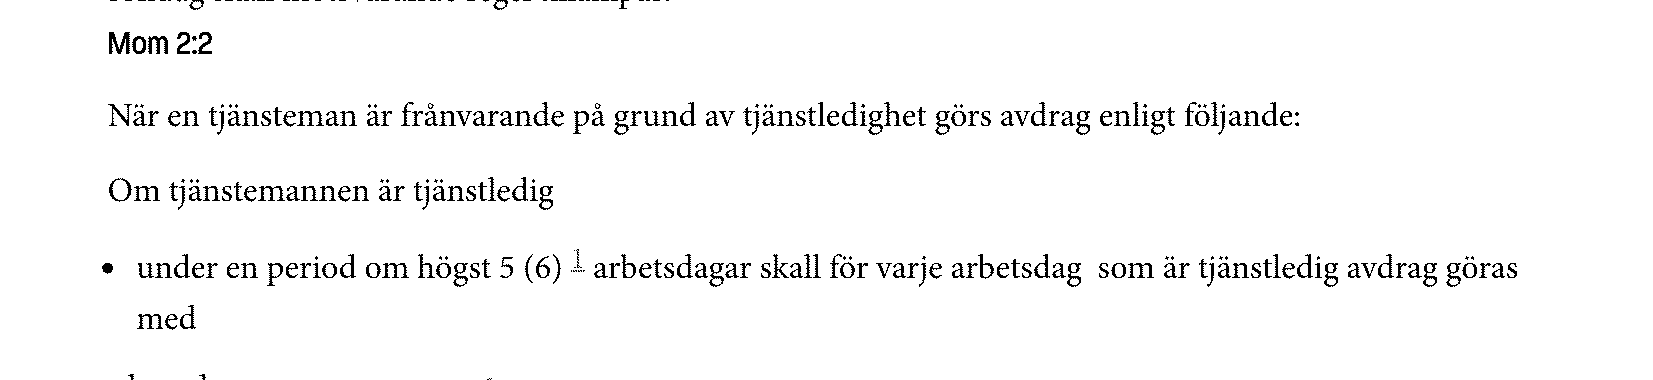 Mom 2:2
När en tjänsteman är frånvarande på grund av tjänstledighet görs avdrag enligt följande:
Om tjänstemannen är tjänstledig
• under en period om högst 5 (6) 1 arbetsdagar skall för varje arbetsdag som är tjänstledig avdrag göras
med